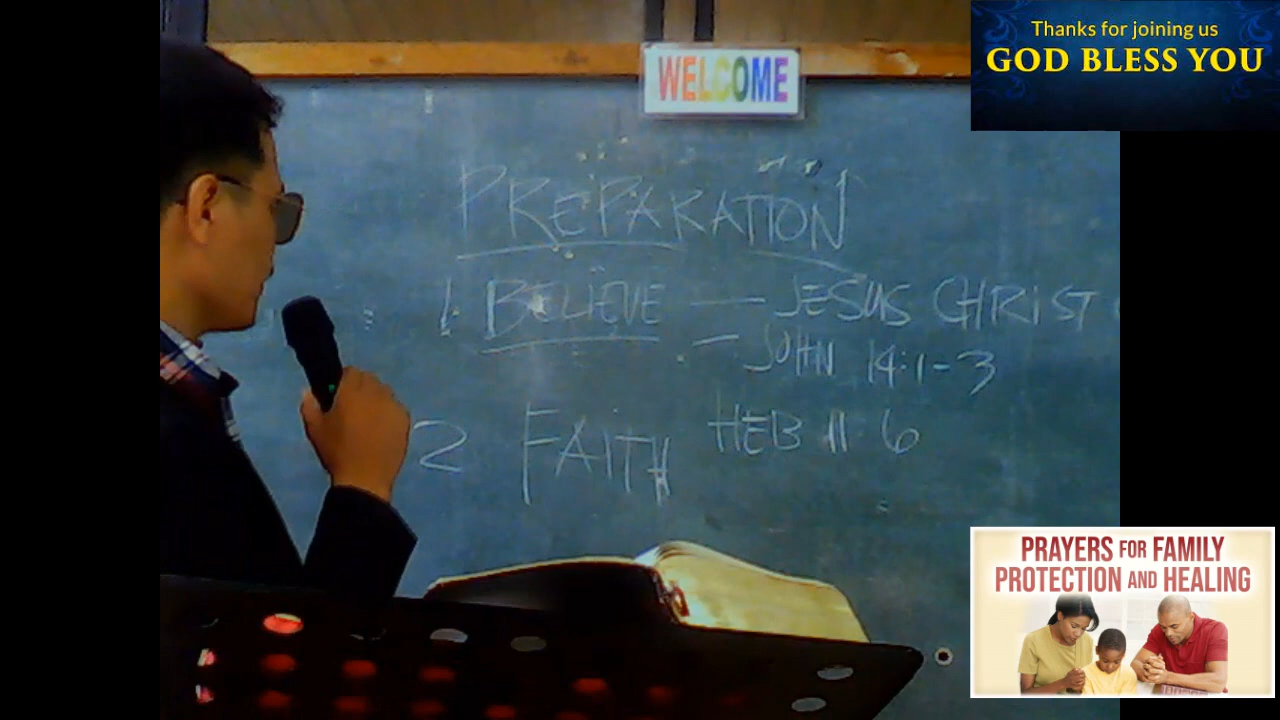 Thanks for joining us
GOD BLESS YOU
WELCOME
PREPARATION
1. BELIEVE — JESUS CHRIST
— JOHN 14:1-3
2 FAITH HEB 11 6
PRAYERS FOR FAMILY
PROTECTION AND HEALING